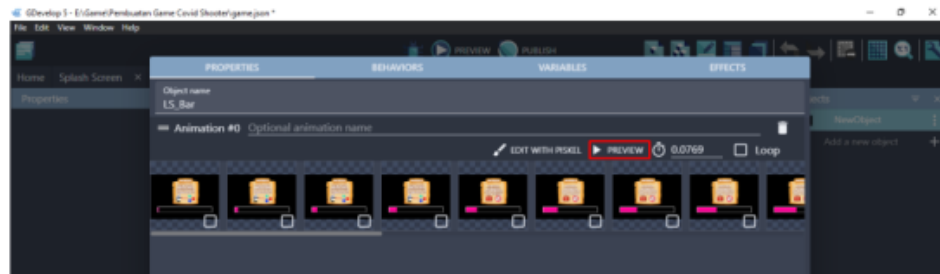 GDevelop 5 - E:\Game\Pembuatan Game Covid Shooter\game.json *
File Edit View Window Help
PREVIEW PUBLISH
Home Splash Screen ×
PROPERTIES BEHAVIORS VARIABLES EFFECTS
Properties
Object name
LS_Bar
NewObject
Animation #0 Optional animation name
Add a new object +
EDIT WITH PISKEL PREVIEW 0.0769 Loop